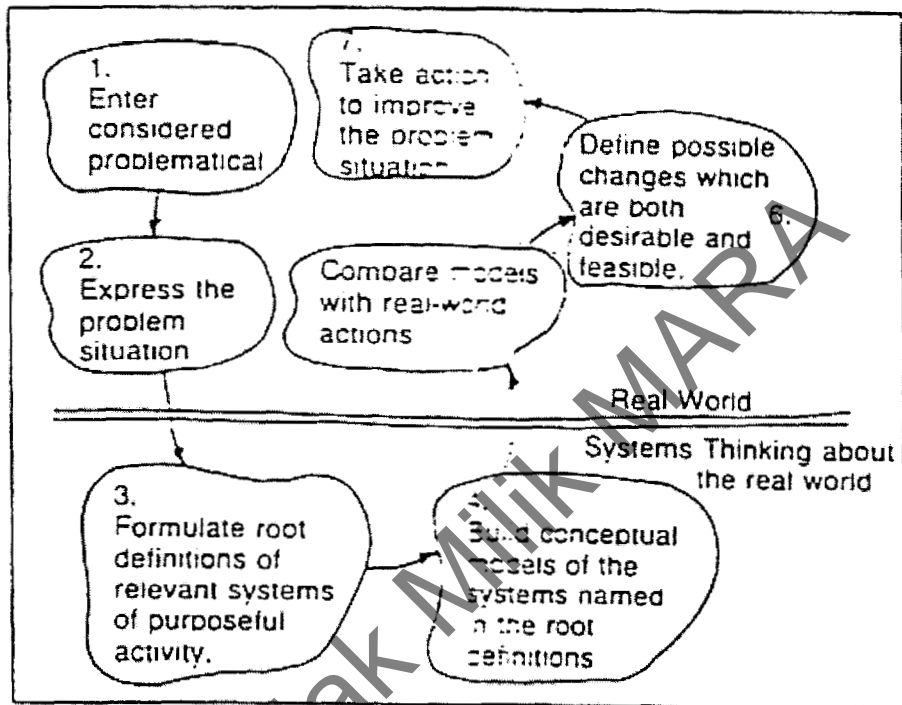 1.
Enter
considered
problematical
7.
Take action
to improve
the problem
situation
Define possible
changes which
are both
6.
desirable and
feasible.
2.
Express the
problem
situation
Compare models
with real-world
actions
Real World
Systems Thinking about
the real world
3.
Formulate root
definitions of
relevant systems
of purposeful
activity.
Build conceptual
models of the
systems named
in the root
definitions
Milik MARA